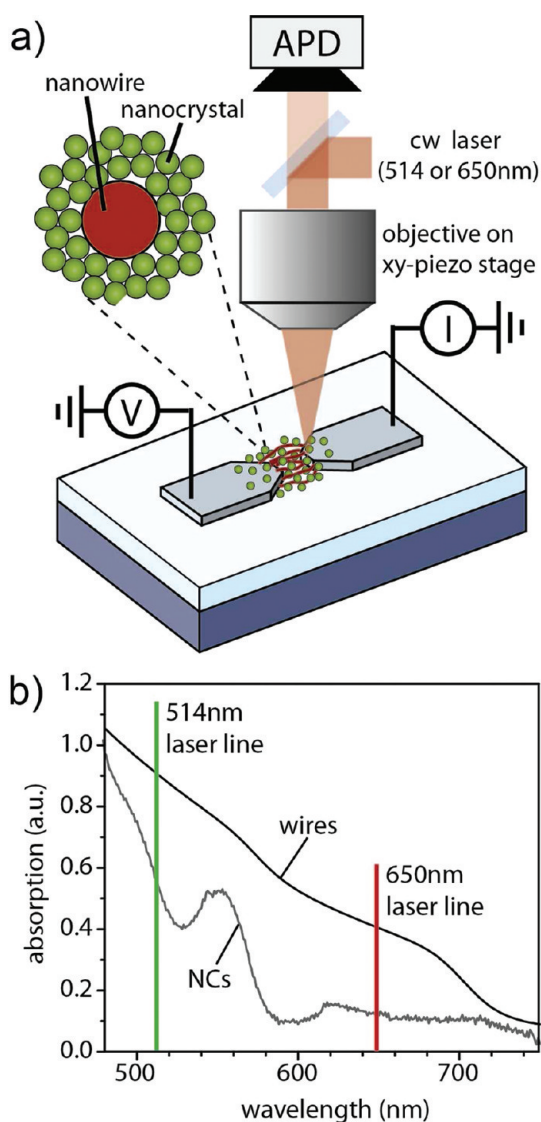 a)
APD
nanowire
nanocrystal
cw laser
(514 or 650nm)
objective on
xy-piezo stage
I
V
b)
1.2
1.0
0.8
0.6
0.4
0.2
0.0
absorption (a.u.)
514nm
laser line
wires
650nm
laser line
NCs
500
600
700
wavelength (nm)